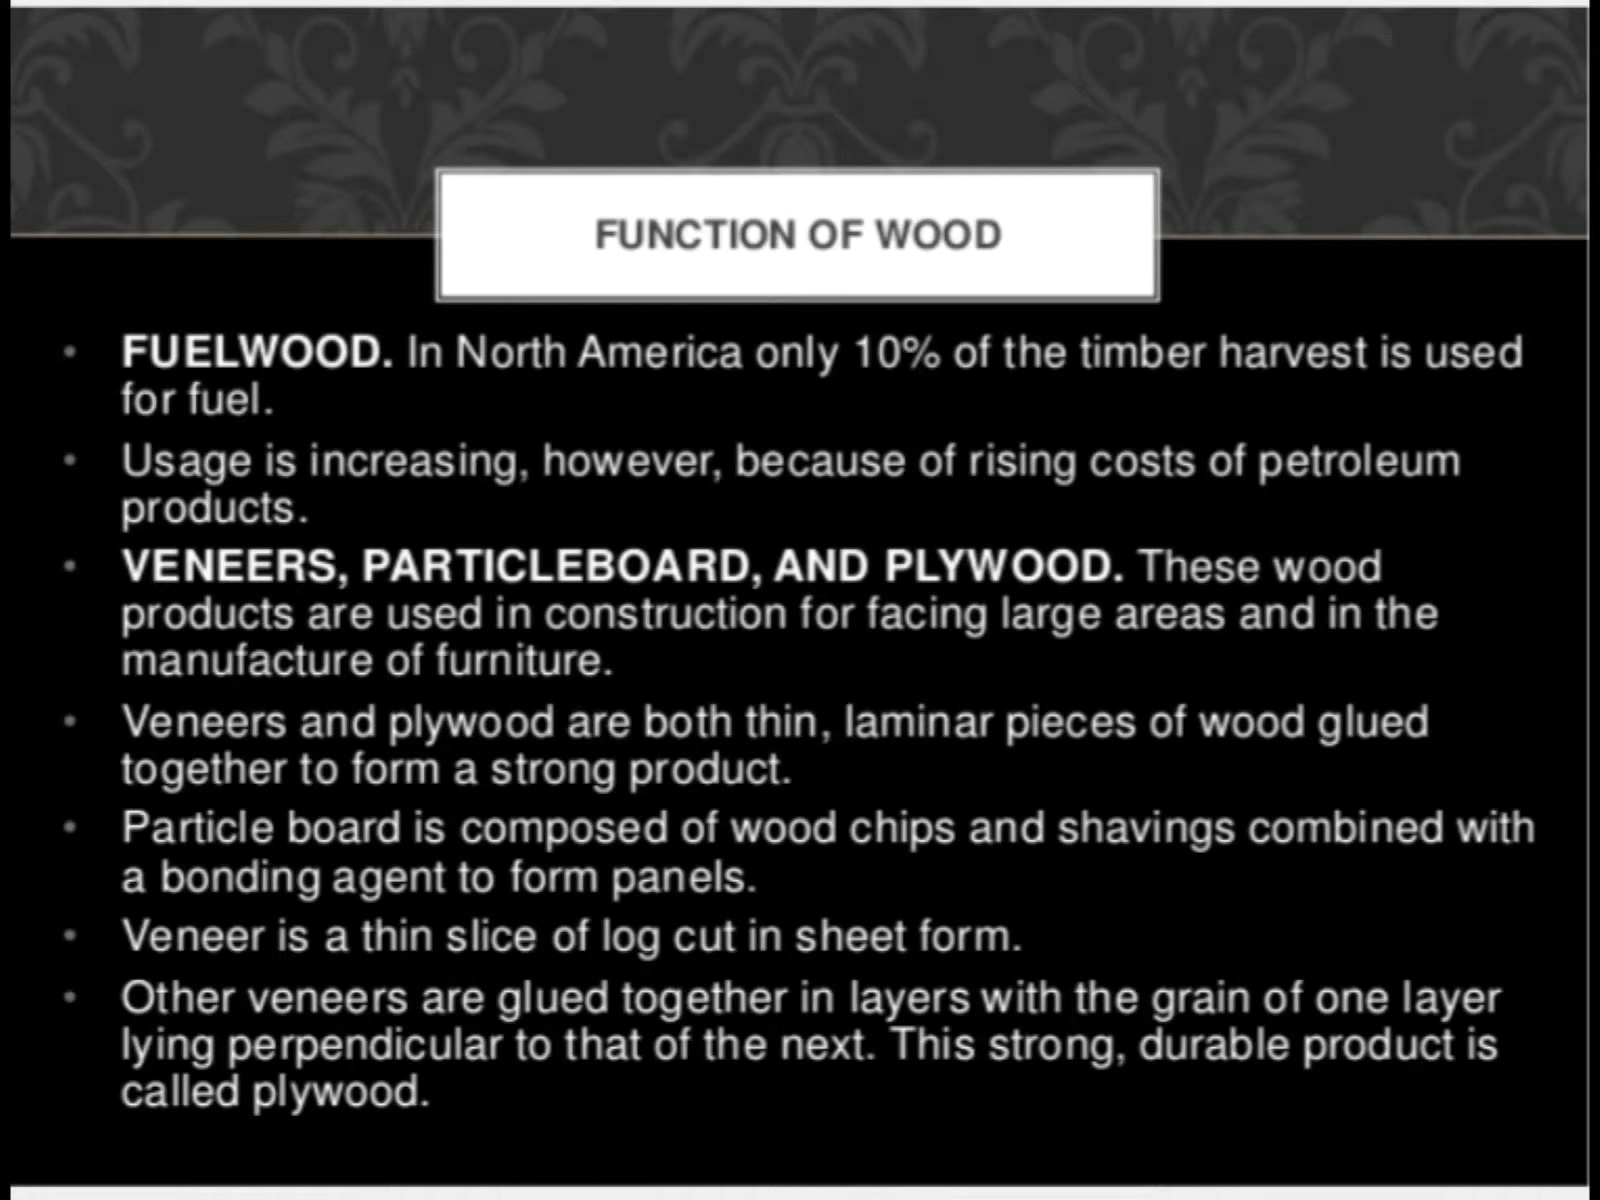 FUNCTION OF WOOD
• FUELWOOD. In North America only 10% of the timber harvest is used
for fuel.
• Usage is increasing, however, because of rising costs of petroleum
products.
• VENEERS, PARTICLEBOARD, AND PLYWOOD. These wood
products are used in construction for facing large areas and in the
manufacture of furniture.
• Veneers and plywood are both thin, laminar pieces of wood glued
together to form a strong product.
• Particle board is composed of wood chips and shavings combined with
a bonding agent to form panels.
• Veneer is a thin slice of log cut in sheet form.
• Other veneers are glued together in layers with the grain of one layer
lying perpendicular to that of the next. This strong, durable product is
called plywood.